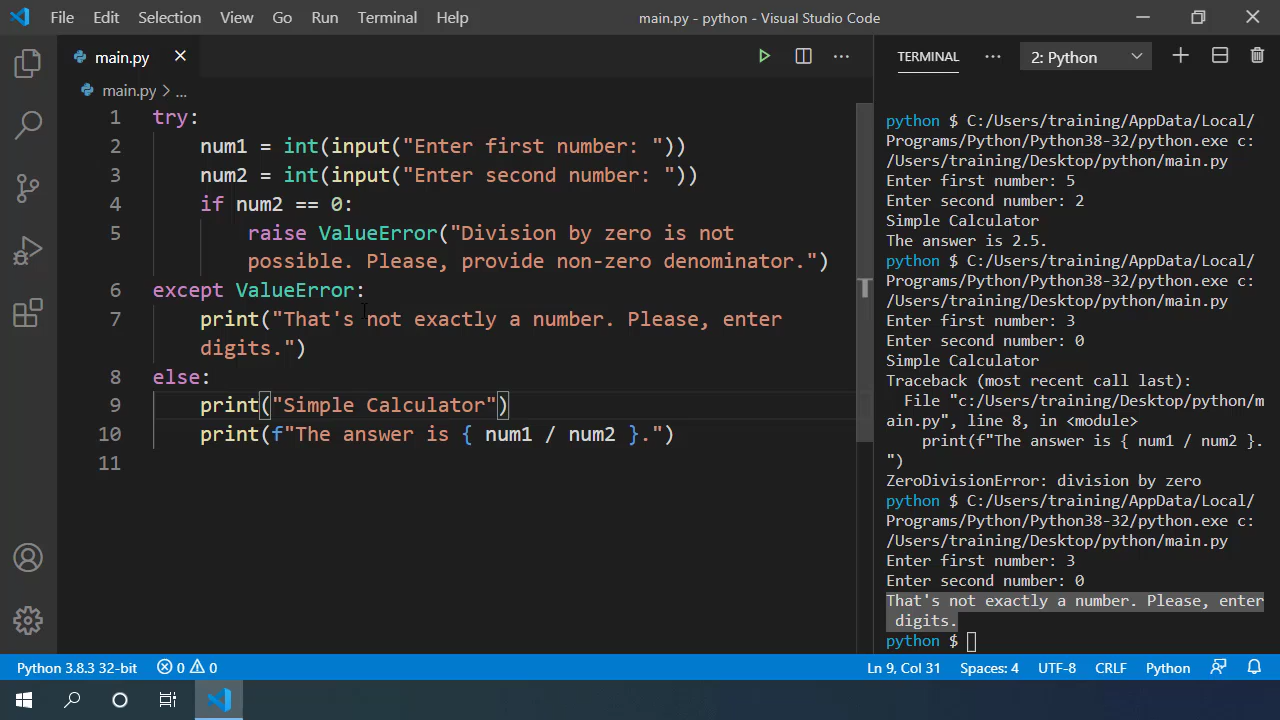 File Edit Selection View Go Run Terminal Help main.py - python - Visual Studio Code
main.py
main.py > ...
1 try:
2     num1 = int(input("Enter first number: "))
3     num2 = int(input("Enter second number: "))
4     if num2 == 0:
5         raise ValueError("Division by zero is not
        possible. Please, provide non-zero denominator.")
6 except ValueError:
7     print("That's not exactly a number. Please, enter
    digits.")
8 else:
9     print("Simple Calculator")
10     print(f"The answer is { num1 / num2 }.")
11
TERMINAL ... 2: Python
python $ C:/Users/training/AppData/Local/
Programs/Python/Python38-32/python.exe c:
/Users/training/Desktop/python/main.py
Enter first number: 5
Enter second number: 2
Simple Calculator
The answer is 2.5.
python $ C:/Users/training/AppData/Local/
Programs/Python/Python38-32/python.exe c:
/Users/training/Desktop/python/main.py
Enter first number: 3
Enter second number: 0
Simple Calculator
Traceback (most recent call last):
  File "c:/Users/training/Desktop/python/m
ain.py", line 8, in <module>
    print(f"The answer is { num1 / num2 }.
")
ZeroDivisionError: division by zero
python $ C:/Users/training/AppData/Local/
Programs/Python/Python38-32/python.exe c:
/Users/training/Desktop/python/main.py
Enter first number: 3
Enter second number: 0
That's not exactly a number. Please, enter
 digits.
python $
Python 3.8.3 32-bit 0 0 Ln 9, Col 31 Spaces: 4 UTF-8 CRLF Python